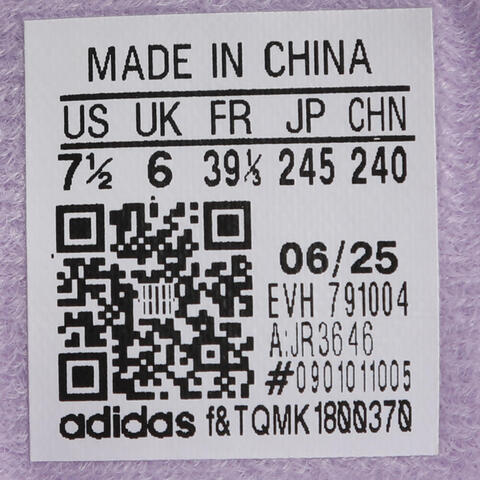 MADE IN CHINA
US UK FR JP CHN
7½ 6 39⅓ 245 240
06/25
EVH 791004
A:JR3646
#0901011005
adidas f&TQMK1800370